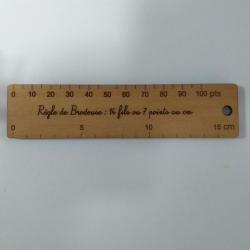 0 10 20 30 40 50 60 70 80 90 100 pts
Règle de Brodeuse : 14 fils ou 7 points au cm
0 5 10 15 cm